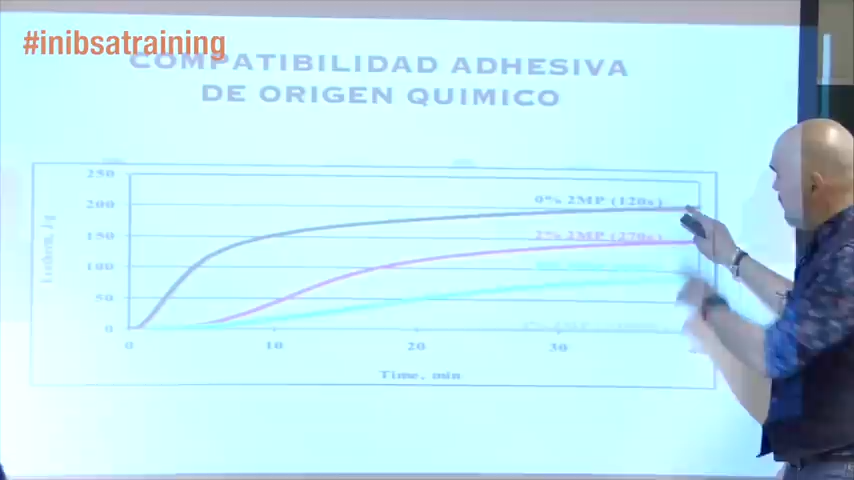 #inibsatraining
COMPATIBILIDAD ADHESIVA
DE ORIGEN QUIMICO
250
200
150
100
50
0
0% 2MP (120s)
2% 2MP (270s)
0 10 20 30
Time, min